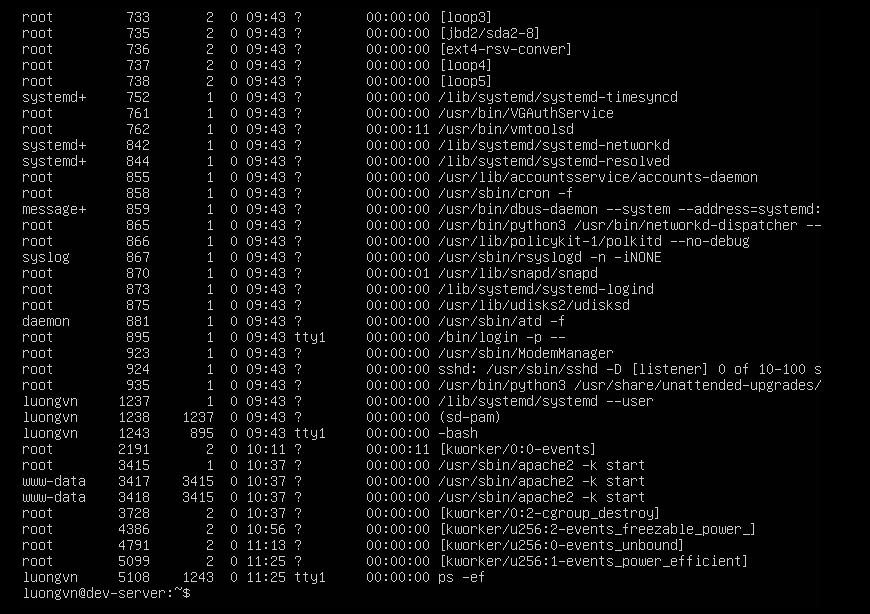 root 733 2 0 09:43 ? 00:00:00 [loop3]
root 735 2 0 09:43 ? 00:00:00 [jbd2/sda2-8]
root 736 2 0 09:43 ? 00:00:00 [ext4-rsv-conver]
root 737 2 0 09:43 ? 00:00:00 [loop4]
root 738 2 0 09:43 ? 00:00:00 [loop5]
systemd+ 752 1 0 09:43 ? 00:00:00 /lib/systemd/systemd-timesyncd
root 761 1 0 09:43 ? 00:00:00 /usr/bin/VGAuthService
root 762 1 0 09:43 ? 00:00:11 /usr/bin/vmtoolsd
systemd+ 842 1 0 09:43 ? 00:00:00 /lib/systemd/systemd-networkd
systemd+ 844 1 0 09:43 ? 00:00:00 /lib/systemd/systemd-resolved
root 855 1 0 09:43 ? 00:00:00 /usr/lib/accountsservice/accounts-daemon
root 858 1 0 09:43 ? 00:00:00 /usr/sbin/cron -f
message+ 859 1 0 09:43 ? 00:00:00 /usr/bin/dbus-daemon --system --address=systemd:
root 865 1 0 09:43 ? 00:00:00 /usr/bin/python3 /usr/bin/networkd-dispatcher --
root 866 1 0 09:43 ? 00:00:00 /usr/lib/policykit-1/polkitd --no-debug
syslog 867 1 0 09:43 ? 00:00:00 /usr/sbin/rsyslogd -n -iNONE
root 870 1 0 09:43 ? 00:00:01 /usr/lib/snapd/snapd
root 873 1 0 09:43 ? 00:00:00 /lib/systemd/systemd-logind
root 875 1 0 09:43 ? 00:00:00 /usr/lib/udisks2/udisksd
daemon 881 1 0 09:43 ? 00:00:00 /usr/sbin/atd -f
root 895 1 0 09:43 tty1 00:00:00 /bin/login -p --
root 923 1 0 09:43 ? 00:00:00 /usr/sbin/ModemManager
root 924 1 0 09:43 ? 00:00:00 sshd: /usr/sbin/sshd -D [listener] 0 of 10-100 s
root 935 1 0 09:43 ? 00:00:00 /usr/bin/python3 /usr/share/unattended-upgrades/
luongvn 1237 1 0 09:43 ? 00:00:00 /lib/systemd/systemd --user
luongvn 1238 1237 0 09:43 ? 00:00:00 (sd-pam)
luongvn 1243 895 0 09:43 tty1 00:00:00 -bash
root 2191 2 0 10:11 ? 00:00:11 [kworker/0:0-events]
root 3415 1 0 10:37 ? 00:00:00 /usr/sbin/apache2 -k start
www-data 3417 3415 0 10:37 ? 00:00:00 /usr/sbin/apache2 -k start
www-data 3418 3415 0 10:37 ? 00:00:00 /usr/sbin/apache2 -k start
root 3728 2 0 10:37 ? 00:00:00 [kworker/0:2-cgroup_destroy]
root 4386 2 0 10:56 ? 00:00:00 [kworker/u256:2-events_freezable_power_]
root 4791 2 0 11:13 ? 00:00:00 [kworker/u256:0-events_unbound]
root 5099 2 0 11:25 ? 00:00:00 [kworker/u256:1-events_power_efficient]
luongvn 5108 1243 0 11:25 tty1 00:00:00 ps -ef
luongvn@dev-server:~$